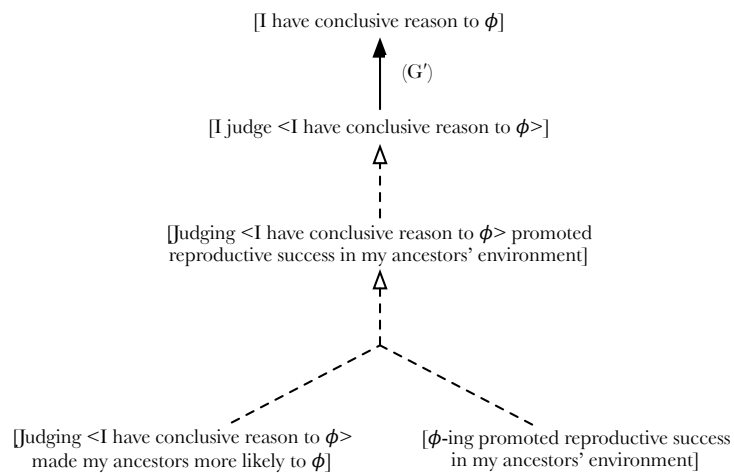 [I have conclusive reason to ϕ]
(G′)
[I judge <I have conclusive reason to ϕ>]
[Judging <I have conclusive reason to ϕ> promoted
reproductive success in my ancestors’ environment]
[Judging <I have conclusive reason to ϕ>
made my ancestors more likely to ϕ]
[ϕ-ing promoted reproductive success
in my ancestors’ environment]